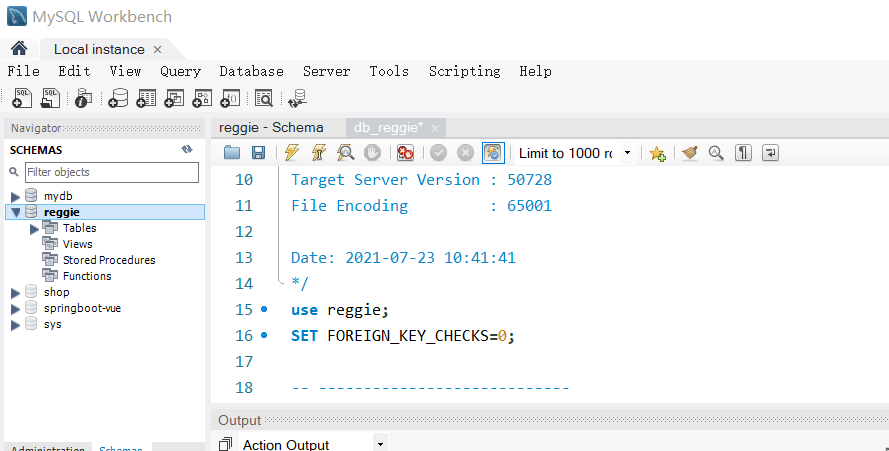 MySQL Workbench
Local instance
File Edit View Query Database Server Tools Scripting Help
Navigator
SCHEMAS
Filter objects
mydb
reggie
Tables
Views
Stored Procedures
Functions
shop
springboot-vue
sys
Administration Schemas
reggie - Schema
db_reggie*
Limit to 1000 ro
10 Target Server Version : 50728
11 File Encoding : 65001
12
13 Date: 2021-07-23 10:41:41
14 */
15 use reggie;
16 SET FOREIGN_KEY_CHECKS=0;
17
18 -- ----------------------------
Output
Action Output